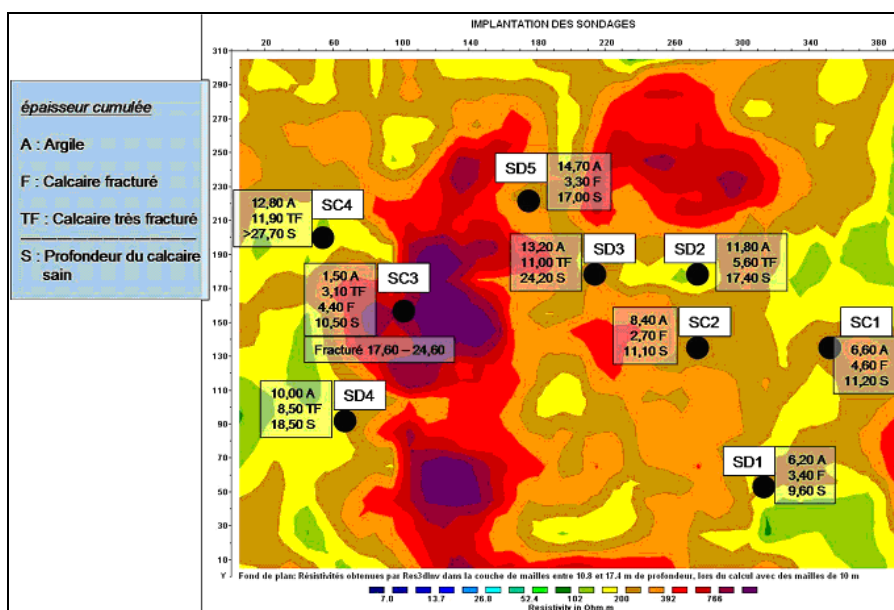 IMPLANTATION DES SONDAGES
20 60 100 140 180 220 260 300 340 380
310
290
270
250
230
210
190
170
150
130
110
90
70
50
30
10
Y
épaisseur cumulée
A : Argile
F : Calcaire fracturé
TF : Calcaire très fracturé
S : Profondeur du calcaire
sain
SD5
14,70 A
3,30 F
17,00 S
12,80 A
11,90 TF
>27,70 S
SC4
13,20 A
11,00 TF
24,20 S
SD3
SD2
11,80 A
5,60 TF
17,40 S
1,50 A
3,10 TF
4,40 F
10,50 S
SC3
Fracturé 17,60 – 24,60
8,40 A
2,70 F
11,10 S
SC2
SC1
6,60 A
4,60 F
11,20 S
10,00 A
8,50 TF
18,50 S
SD4
SD1
6,20 A
3,40 F
9,60 S
Fond de plan: Résistivités obtenues par Res3dInv dans la couche de mailles entre 10.8 et 17.4 m de profondeur, lors du calcul avec des mailles de 10 m
7.0 13.7 26.8 52.4 102 200 392 766
Resistivity in Ohm.m